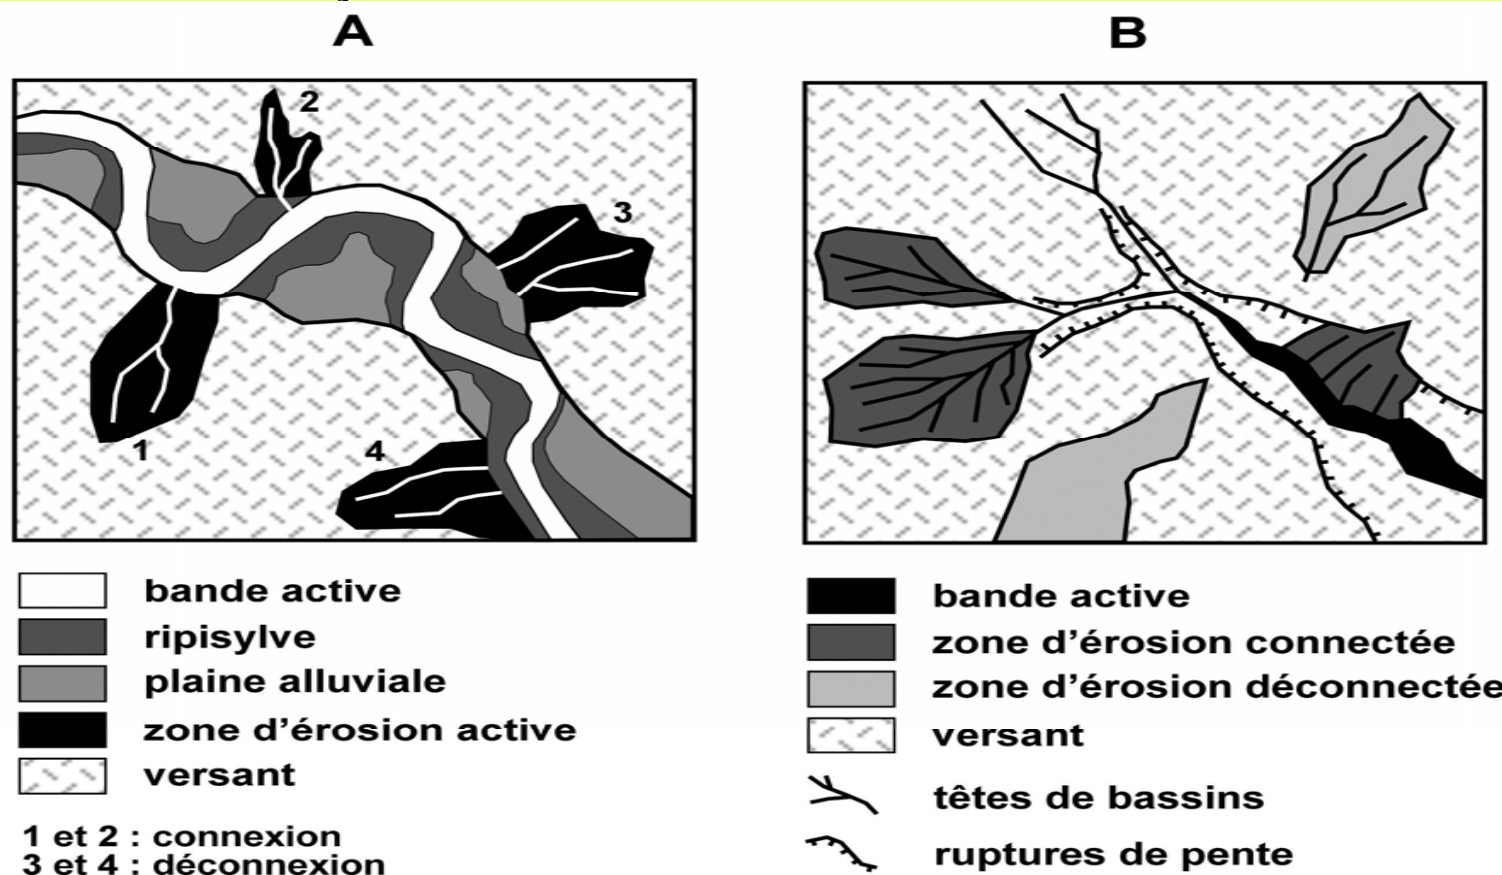 A
B
2
3
1
4
bande active
ripisylve
plaine alluviale
zone d'érosion active
versant
1 et 2 : connexion
3 et 4 : déconnexion
bande active
zone d'érosion connectée
zone d'érosion déconnectée
versant
têtes de bassins
ruptures de pente